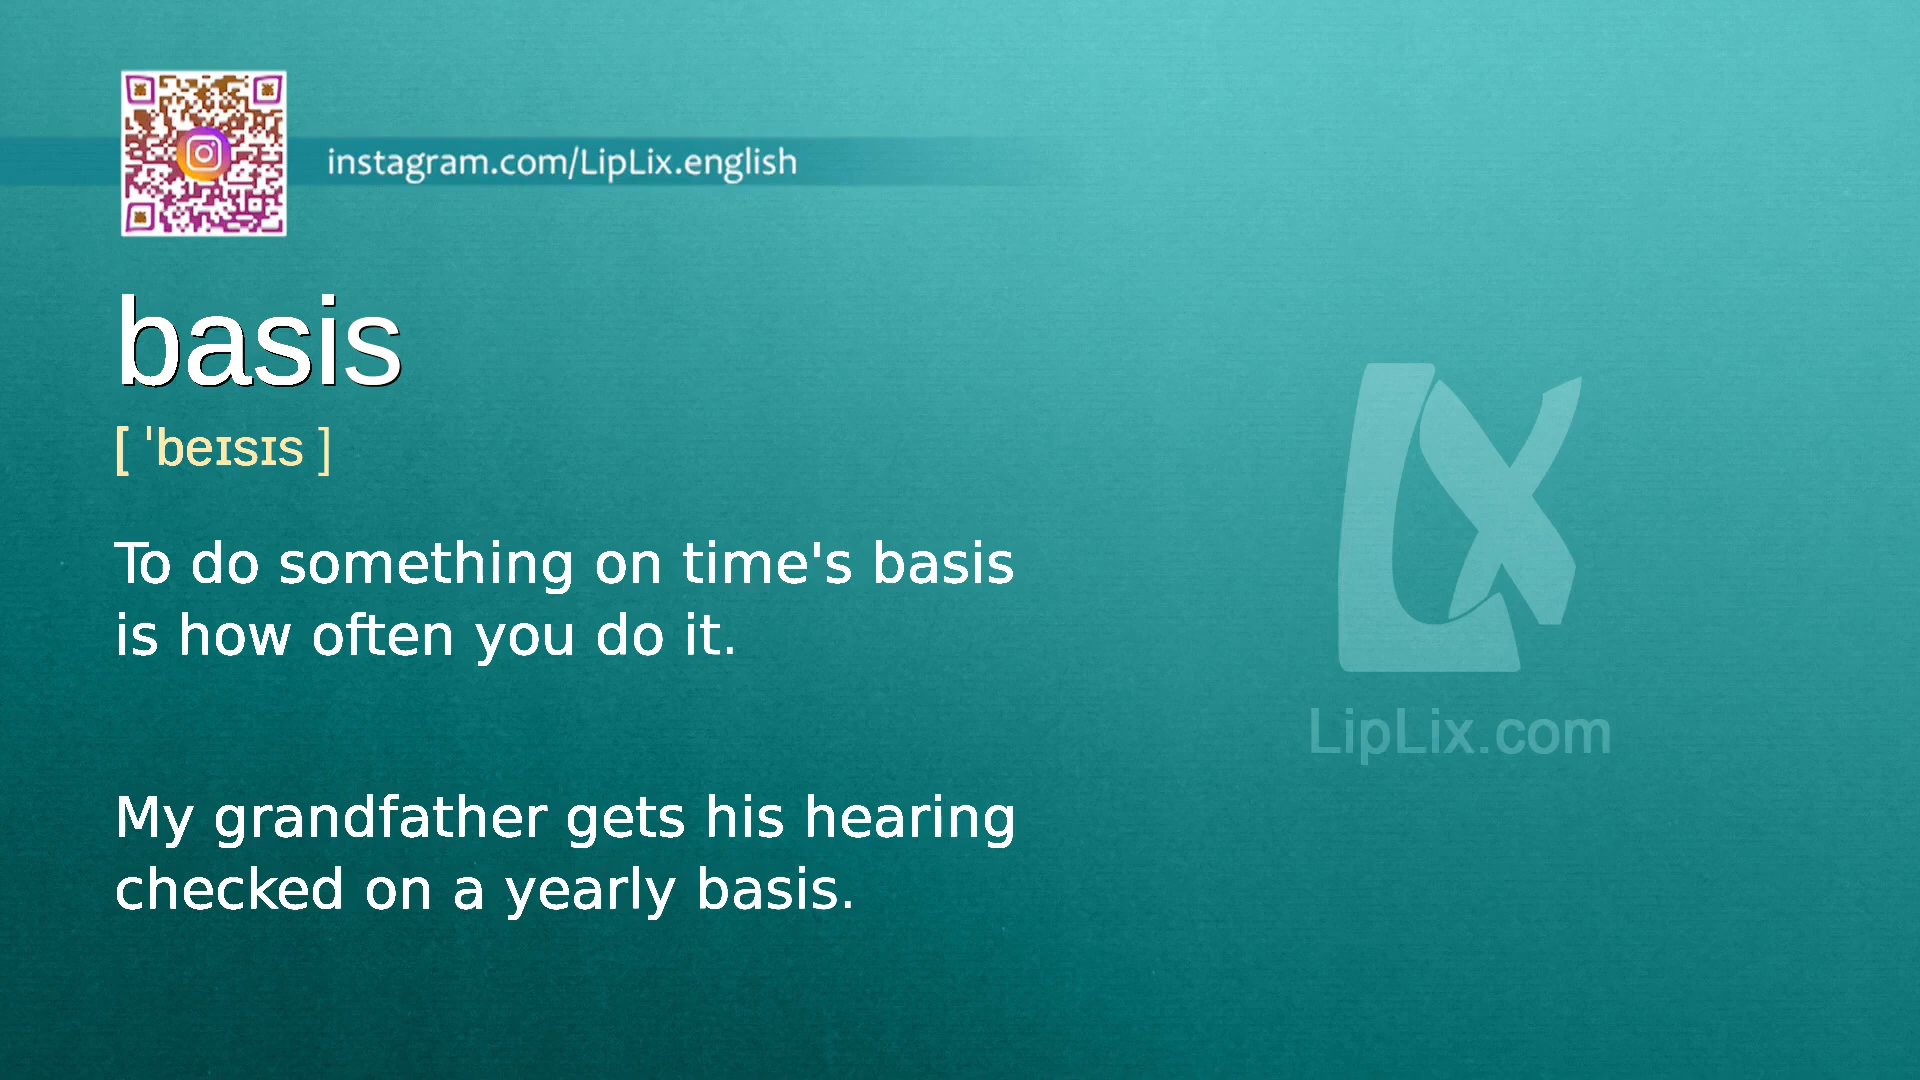 instagram.com/LipLix.english
basis
[ ˈbeɪsɪs ]
To do something on time's basis
is how often you do it.
My grandfather gets his hearing
checked on a yearly basis.
LX
LipLix.com